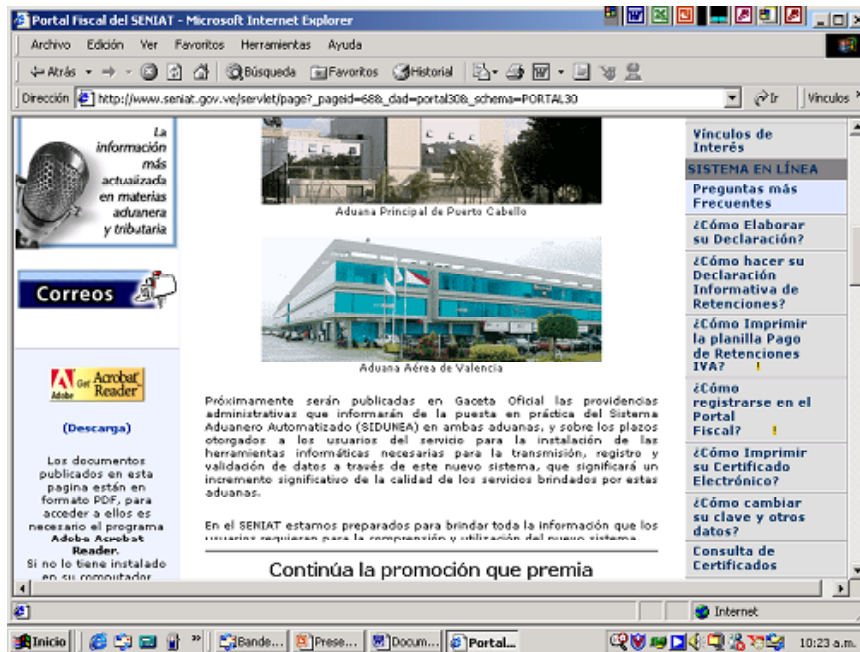 Portal Fiscal del SENIAT - Microsoft Internet Explorer
Archivo Edición Ver Favoritos Herramientas Ayuda
Atrás Búsqueda Favoritos Historial
Dirección http://www.seniat.gov.ve/servlet/page?_pageid=68&_dad=portal30&_schema=PORTAL30 Ir Vínculos
La
información
más
actualizada
en materias
aduanera
y tributaria
Correos
Adobe
Get Acrobat
Reader
(Descarga)
Los documentos
publicados en esta
pagina están en
formato PDF, para
acceder a ellos es
necesario el programa
Adobe Acrobat
Reader.
Si no lo tiene instalado
en su computador
Aduana Principal de Puerto Cabello
Aduana Aérea de Valencia
Próximamente serán publicadas en Gaceta Oficial las providencias
administrativas que informarán de la puesta en práctica del Sistema
Aduanero Automatizado (SIDUNEA) en ambas aduanas, y sobre los plazos
otorgados a los usuarios del servicio para la instalación de las
herramientas informáticas necesarias para la transmisión, registro y
validación de datos a través de este nuevo sistema, que significará un
incremento significativo de la calidad de los servicios brindados por estas
aduanas.
En el SENIAT estamos preparados para brindar toda la información que los
usuarios requieran para la comprensión y utilización del nuevo sistema.
Continúa la promoción que premia
Vínculos de
Interés
SISTEMA EN LÍNEA
Preguntas más
Frecuentes
¿Cómo Elaborar
su Declaración?
¿Cómo hacer su
Declaración
Informativa de
Retenciones?
¿Cómo Imprimir
la planilla Pago
de Retenciones
IVA? !
¿Cómo
registrarse en el
Portal
Fiscal? !
¿Cómo Imprimir
su Certificado
Electrónico?
¿Cómo cambiar
su clave y otros
datos?
Consulta de
Certificados
Internet
Inicio Bande... Prese... Docum... Portal... 10:23 a.m.